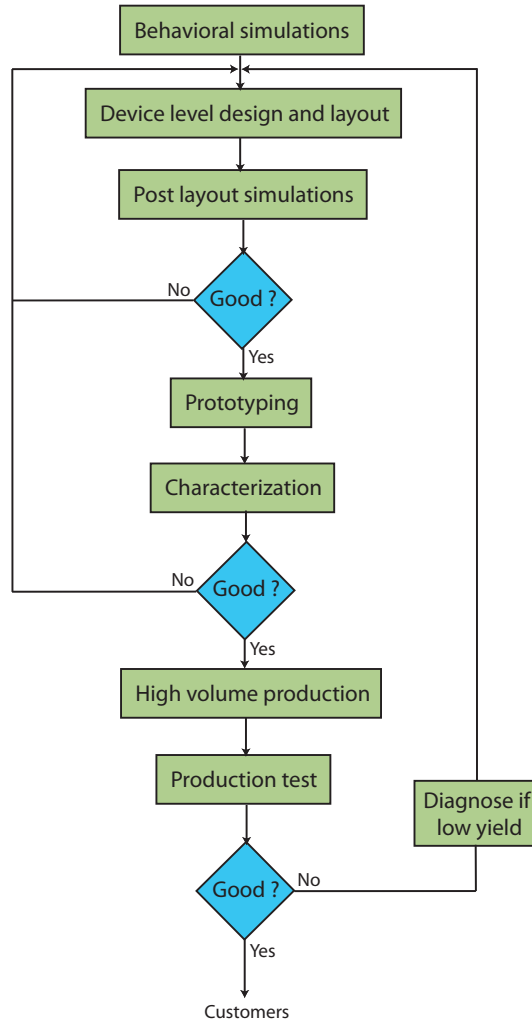 Behavioral simulations
Device level design and layout
Post layout simulations
Good ?
No
Yes
Prototyping
Characterization
Good ?
No
Yes
High volume production
Production test
Diagnose if
low yield
Good ?
No
Yes
Customers